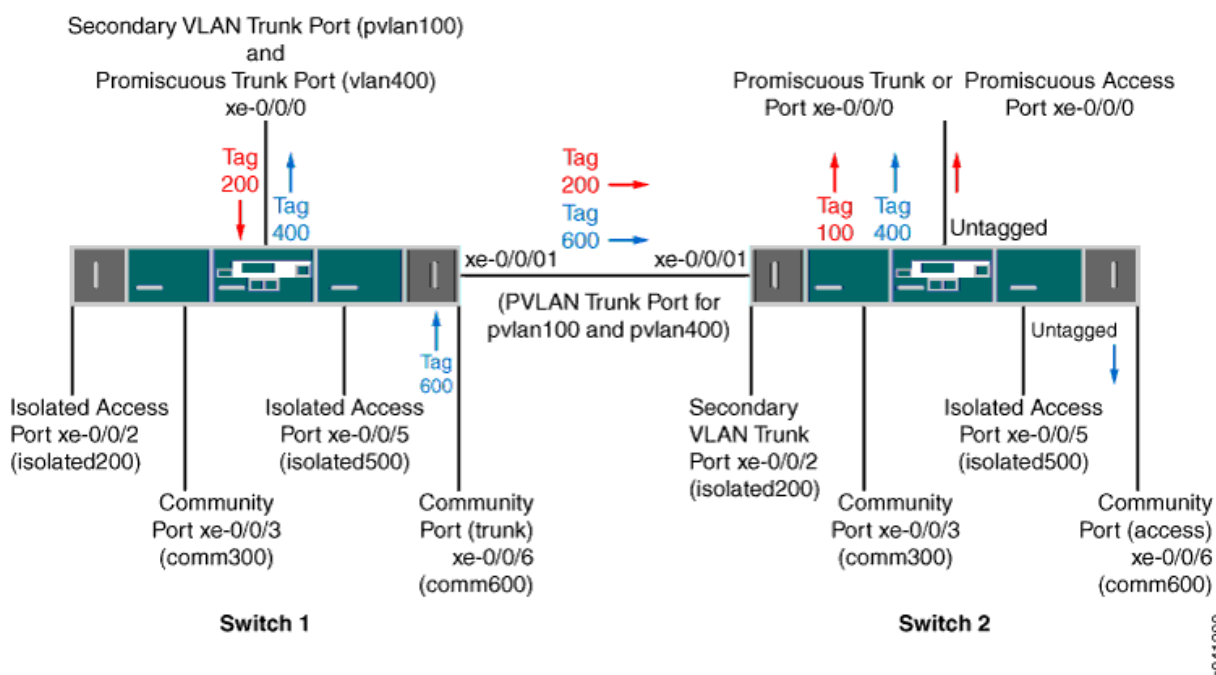 Secondary VLAN Trunk Port (pvlan100)
and
Promiscuous Trunk Port (vlan400)
xe-0/0/0
Promiscuous Trunk or
Port xe-0/0/0
Promiscuous Access
Port xe-0/0/0
Tag
200
Tag
400
Tag
200
Tag
600
Tag
100
Tag
400
Untagged
xe-0/0/01
xe-0/0/01
(PVLAN Trunk Port for
pvlan100 and pvlan400)
Tag
600
Untagged
Isolated Access
Port xe-0/0/2
(isolated200)
Isolated Access
Port xe-0/0/5
(isolated500)
Secondary
VLAN Trunk
Port xe-0/0/2
(isolated200)
Isolated Access
Port xe-0/0/5
(isolated500)
Community
Port xe-0/0/3
(comm300)
Community
Port (trunk)
xe-0/0/6
(comm600)
Community
Port xe-0/0/3
(comm300)
Community
Port (access)
xe-0/0/6
(comm600)
Switch 1
Switch 2